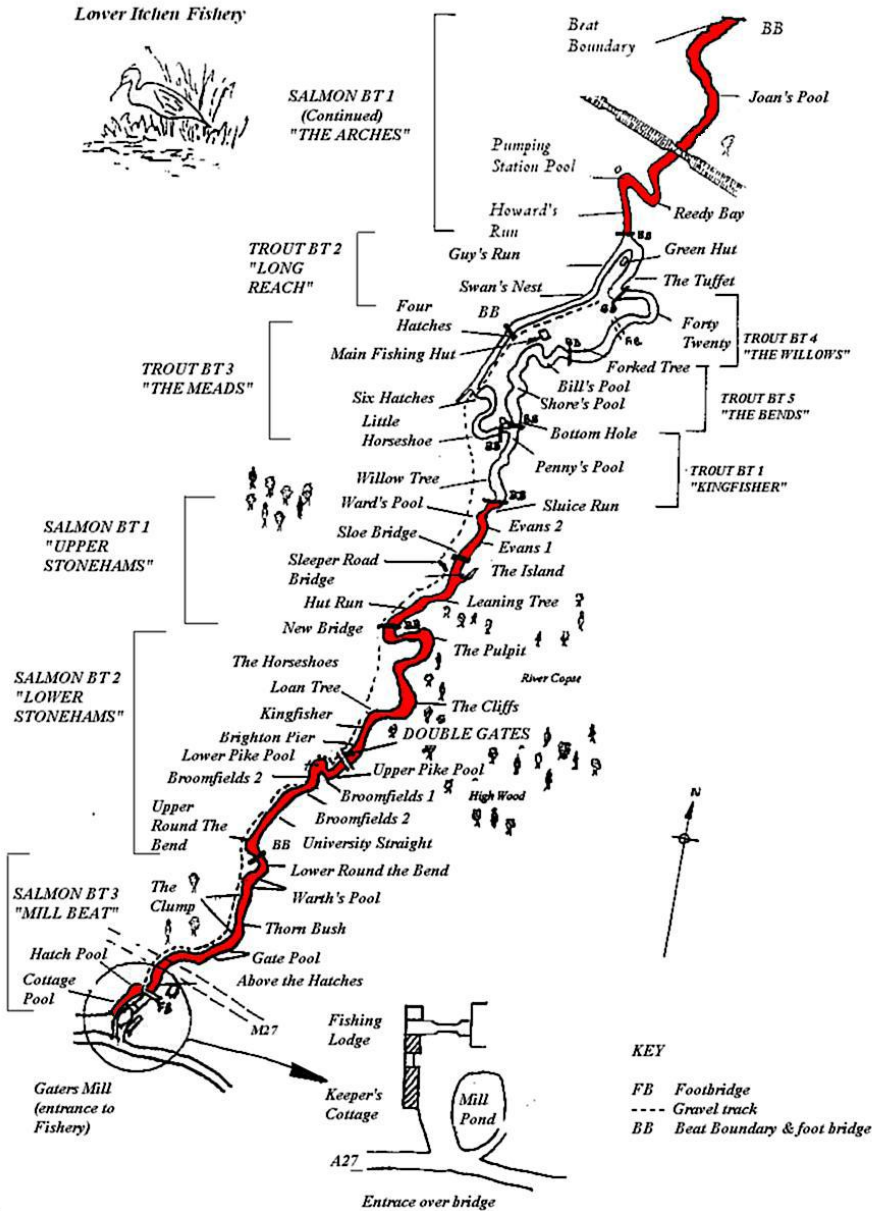 Lower Itchen Fishery
Beat
Boundary
BB
SALMON BT 1
(Continued)
"THE ARCHES"
Joan's Pool
Pumping
Station Pool
Howard's
Run
Reedy Bay
BB
TROUT BT 2
"LONG
REACH"
Guy's Run
Green Hut
Swan's Nest
The Tuffet
BB
Four
Hatches
BB
Forty
Twenty
FB
TROUT BT 4
"THE WILLOWS"
TROUT BT 3
"THE MEADS"
Main Fishing Hut
BB
Forked Tree
Bill's Pool
Six Hatches
Shore's Pool
TROUT BT 5
"THE BENDS"
Little
Horseshoe
BB
BB
Bottom Hole
Penny's Pool
TROUT BT 1
"KINGFISHER"
Willow Tree
BB
Ward's Pool
Sluice Run
SALMON BT 1
"UPPER
STONEHAMS"
Evans 2
Sloe Bridge
Evans 1
Sleeper Road
Bridge
The Island
Hut Run
Leaning Tree
New Bridge
BB
The Pulpit
SALMON BT 2
"LOWER
STONEHAMS"
The Horseshoes
River Copse
Loan Tree
The Cliffs
Kingfisher
Brighton Pier
DOUBLE GATES
Lower Pike Pool
Upper Pike Pool
Broomfields 2
Broomfields 1
High Wood
N
Upper
Round The
Bend
Broomfields 2
BB
University Straight
Lower Round the Bend
SALMON BT 3
"MILL BEAT"
The
Clump
Warth's Pool
Thorn Bush
Hatch Pool
Gate Pool
Cottage
Pool
Above the Hatches
FB
M27
Gaters Mill
(entrance to
Fishery)
Fishing
Lodge
Keeper's
Cottage
Mill
Pond
A27
Entrace over bridge
KEY
FB Footbridge
---- Gravel track
BB Beat Boundary & foot bridge